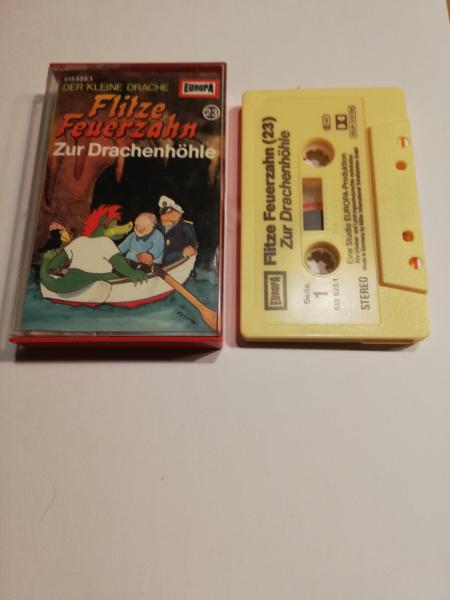 515 523.1
DER KLEINE DRACHE
EUROPA
Flitze
Feuerzahn
23
Zur Drachenhöhle
EUROPA
Flitze Feuerzahn (23)
Zur Drachenhöhle
Seite
1
515 523.1
Eine Studio EUROPA-Produktion
STEREO